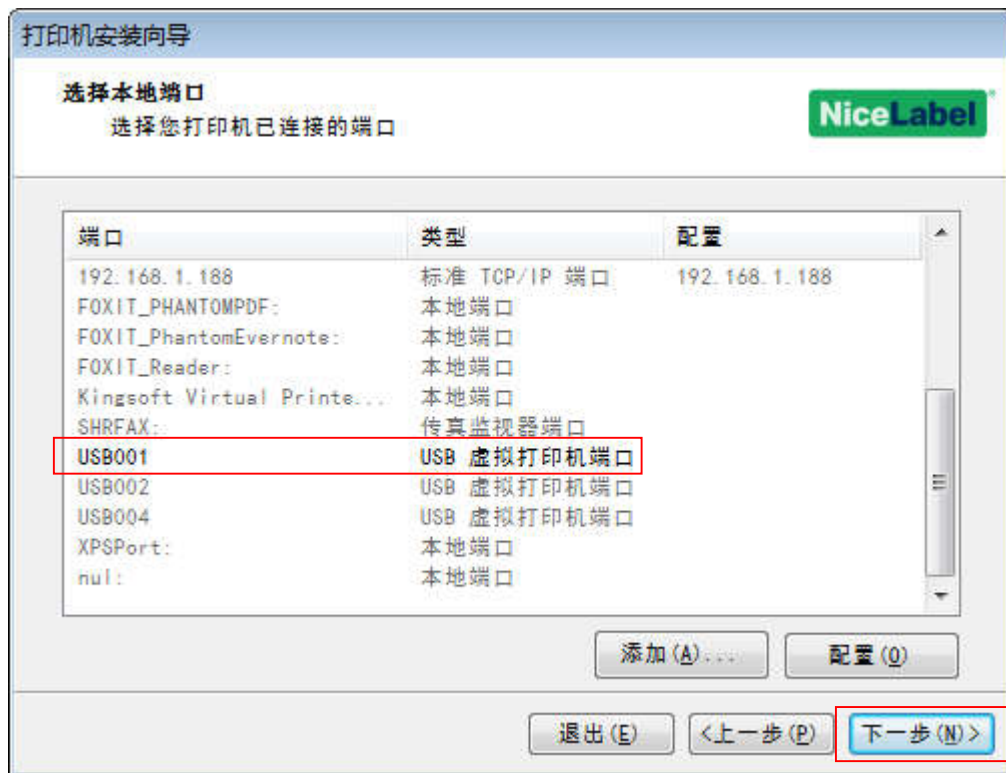 打印机安装向导
选择本地端口
选择您打印机已连接的端口
NiceLabel
端口 类型 配置
192.168.1.188 标准 TCP/IP 端口 192.168.1.188
FOXIT_PHANTOMPDF: 本地端口
FOXIT_PhantomEvernote: 本地端口
FOXIT_Reader: 本地端口
Kingsoft Virtual Printe... 本地端口
SHRFAX: 传真监视器端口
USB001 USB 虚拟打印机端口
USB002 USB 虚拟打印机端口
USB004 USB 虚拟打印机端口
XPSPort: 本地端口
nul: 本地端口
添加(A)... 配置(O)
退出(E) <上一步(P) 下一步(N)>